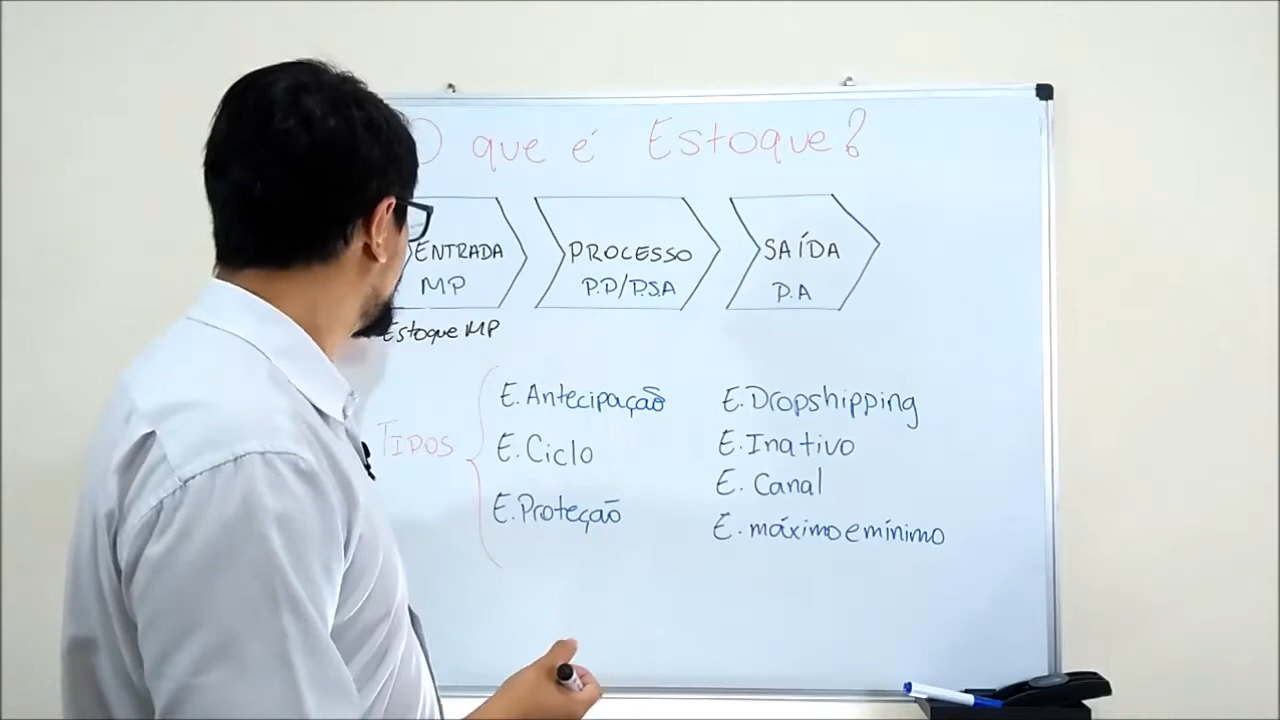 O que é Estoque?
ENTRADA
MP
PROCESSO
P.P/P.S.A
SAÍDA
P.A
Estoque MP
TIPOS
E. Antecipação
E. Ciclo
E. Proteção
E. Dropshipping
E. Inativo
E. Canal
E. máximo e mínimo